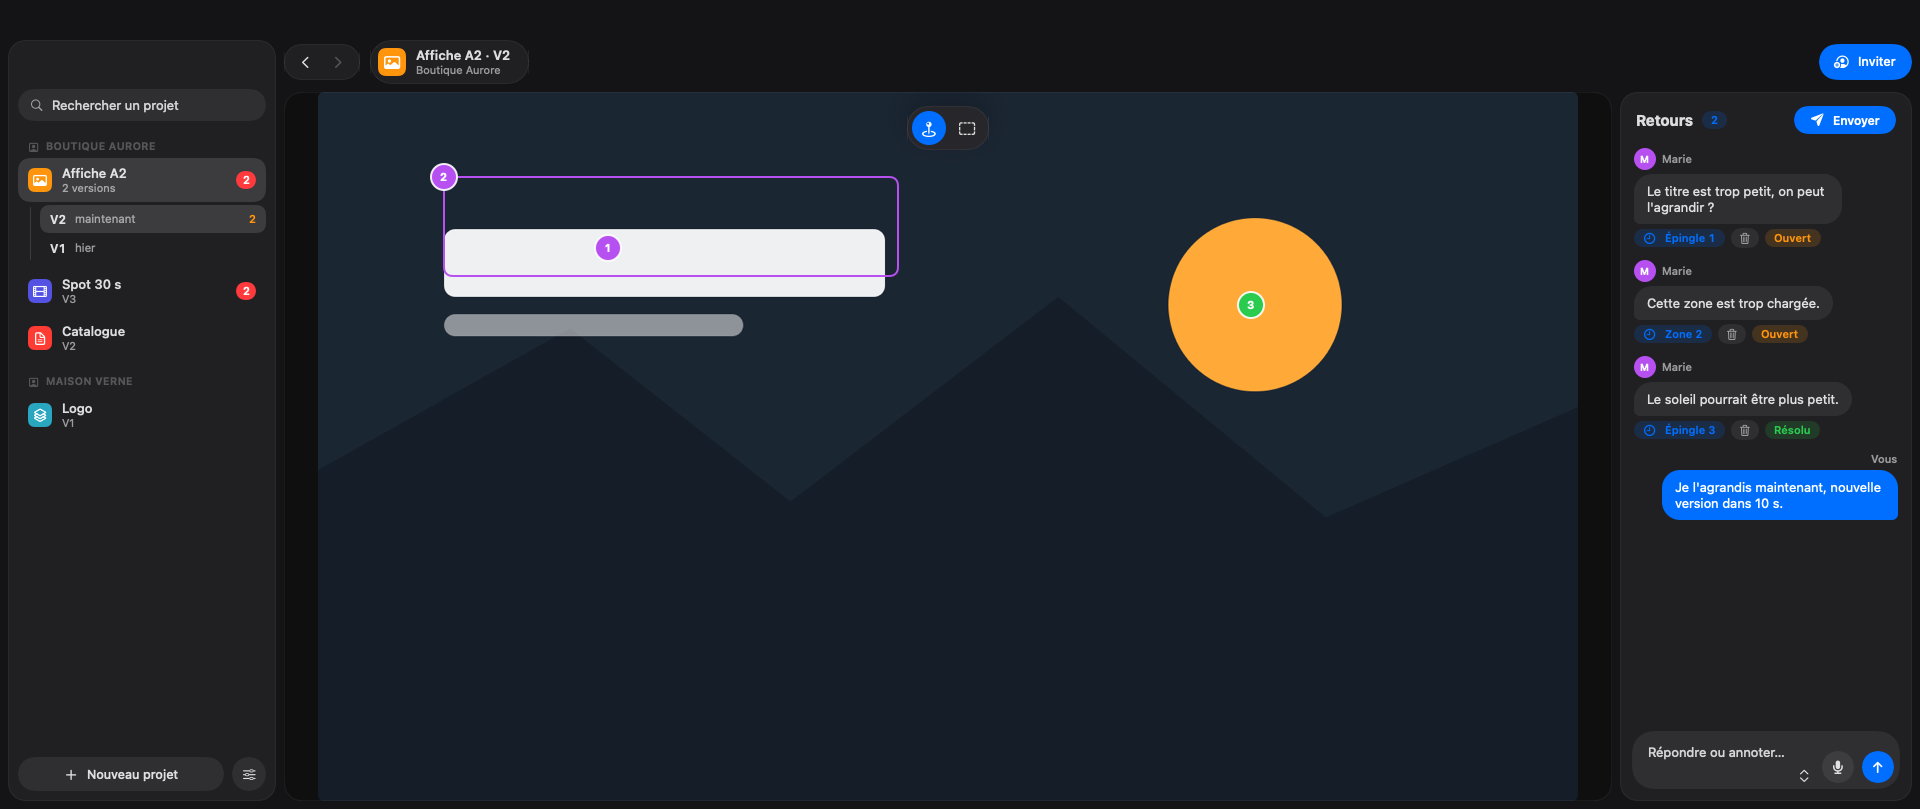 Rechercher un projet
BOUTIQUE AURORE
Affiche A2
2 versions
2
V2 maintenant 2
V1 hier
Spot 30 s
V3
2
Catalogue
V2
MAISON VERNE
Logo
V1
Nouveau projet
Affiche A2 · V2
Boutique Aurore
2
1
3
Inviter
Retours 2
Envoyer
M Marie
Le titre est trop petit, on peut
l'agrandir ?
Épingle 1 Ouvert
M Marie
Cette zone est trop chargée.
Zone 2 Ouvert
M Marie
Le soleil pourrait être plus petit.
Épingle 3 Résolu
Vous
Je l'agrandis maintenant, nouvelle
version dans 10 s.
Répondre ou annoter...